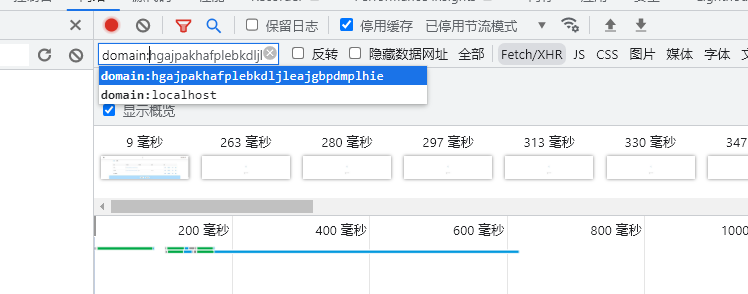 保留日志 停用缓存 已停用节流模式
domain:hgajpakhafplebkdljl 反转 隐藏数据网址 全部 Fetch/XHR JS CSS 图片 媒体 字体
domain:hgajpakhafplebkdljleajgbpdmplhie
domain:localhost
显示概览
9 毫秒 263 毫秒 280 毫秒 297 毫秒 313 毫秒 330 毫秒 347
200 毫秒 400 毫秒 600 毫秒 800 毫秒 1000